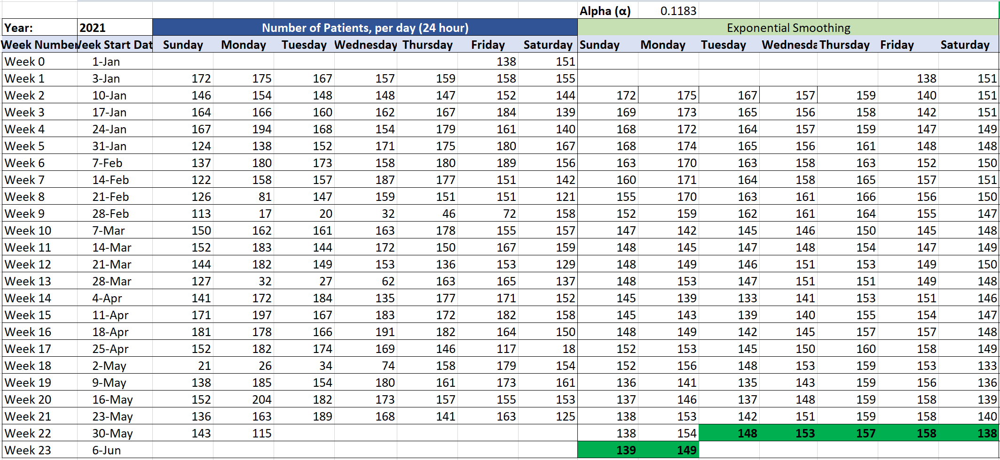 Alpha (α) 0.1183
Year: 2021 Number of Patients, per day (24 hour) Exponential Smoothing
Week Number Week Start Dat Sunday Monday Tuesday Wednesday Thursday Friday Saturday Sunday Monday Tuesday Wednesda Thursday Friday Saturday
Week 0 1-Jan 138 151
Week 1 3-Jan 172 175 167 157 159 158 155 138 151
Week 2 10-Jan 146 154 148 148 147 152 144 172 175 167 157 159 140 151
Week 3 17-Jan 164 166 160 162 167 184 139 169 173 165 156 158 142 151
Week 4 24-Jan 167 194 168 154 179 161 140 168 172 164 157 159 147 149
Week 5 31-Jan 124 138 152 171 175 180 167 168 174 165 156 161 148 148
Week 6 7-Feb 137 180 173 158 180 189 156 163 170 163 158 163 152 150
Week 7 14-Feb 122 158 157 187 177 151 142 160 171 164 158 165 157 151
Week 8 21-Feb 126 81 147 159 151 151 121 155 170 163 161 166 156 150
Week 9 28-Feb 113 17 20 32 46 72 158 152 159 162 161 164 155 147
Week 10 7-Mar 150 162 161 163 178 155 157 147 142 145 146 150 145 148
Week 11 14-Mar 152 183 144 172 150 167 159 148 145 147 148 154 147 149
Week 12 21-Mar 144 182 149 153 136 153 129 148 149 146 151 153 149 150
Week 13 28-Mar 127 32 27 62 163 165 137 148 153 147 151 151 149 148
Week 14 4-Apr 141 172 184 135 177 171 152 145 139 133 141 153 151 146
Week 15 11-Apr 171 197 167 183 172 182 158 145 143 139 140 155 154 147
Week 16 18-Apr 181 178 166 191 182 164 150 148 149 142 145 157 157 148
Week 17 25-Apr 152 182 174 169 146 117 18 152 153 145 150 160 158 149
Week 18 2-May 21 26 34 74 158 179 154 152 156 148 153 159 153 133
Week 19 9-May 138 185 154 180 161 173 161 136 141 135 143 159 156 136
Week 20 16-May 152 204 182 173 157 155 153 137 146 137 148 159 158 139
Week 21 23-May 136 163 189 168 141 163 125 138 153 142 151 159 158 140
Week 22 30-May 143 115 138 154 148 153 157 158 138
Week 23 6-Jun 139 149